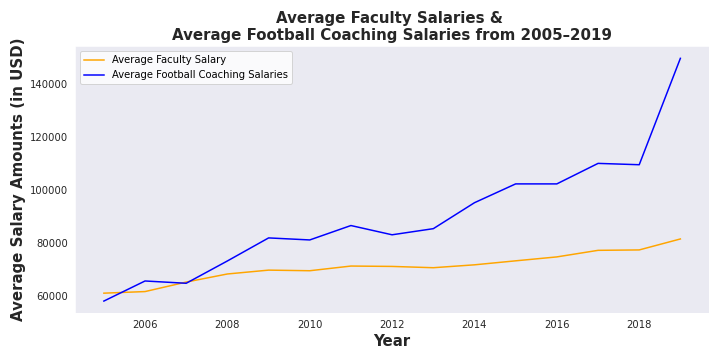 Average Faculty Salaries &
Average Football Coaching Salaries from 2005–2019
Average Faculty Salary
Average Football Coaching Salaries
Average Salary Amounts (in USD)
140000
120000
100000
80000
60000
2006 2008 2010 2012 2014 2016 2018
Year